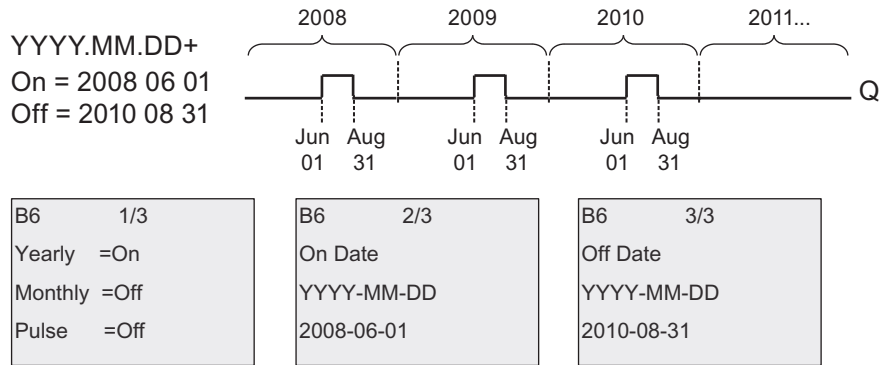 2008 2009 2010 2011...
YYYY.MM.DD+
On = 2008 06 01
Off = 2010 08 31
Q
Jun Aug Jun Aug Jun Aug
01 31 01 31 01 31
B6 1/3
Yearly =On
Monthly =Off
Pulse =Off
B6 2/3
On Date
YYYY-MM-DD
2008-06-01
B6 3/3
Off Date
YYYY-MM-DD
2010-08-31